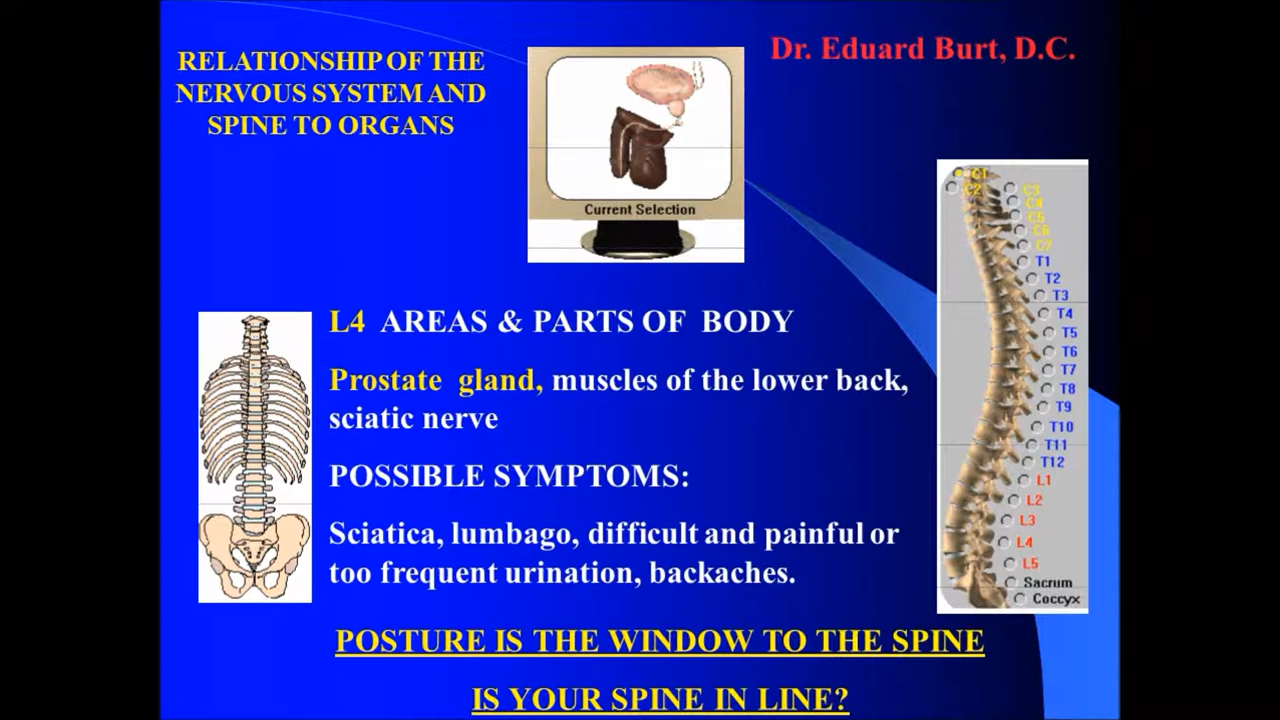 RELATIONSHIP OF THE
NERVOUS SYSTEM AND
SPINE TO ORGANS
Dr. Eduard Burt, D.C.
Current Selection
C1
C2
C3
C4
C5
C6
C7
T1
T2
T3
T4
T5
T6
T7
T8
T9
T10
T11
T12
L1
L2
L3
L4
L5
Sacrum
Coccyx
L4 AREAS & PARTS OF BODY
Prostate gland, muscles of the lower back,
sciatic nerve
POSSIBLE SYMPTOMS:
Sciatica, lumbago, difficult and painful or
too frequent urination, backaches.
POSTURE IS THE WINDOW TO THE SPINE
IS YOUR SPINE IN LINE?